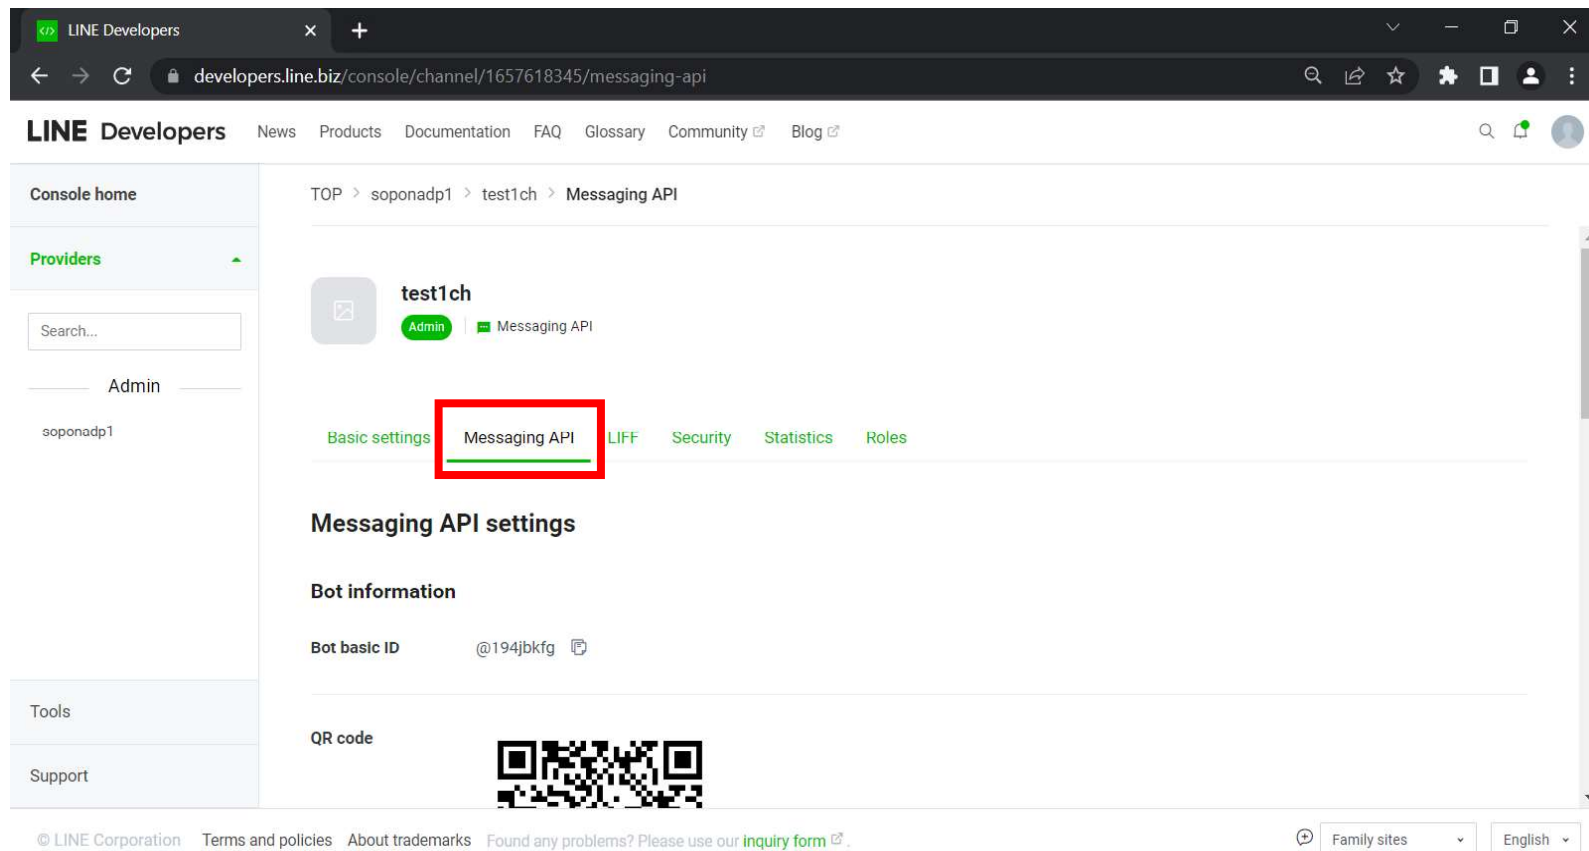 LINE Developers
developers.line.biz/console/channel/1657618345/messaging-api
LINE Developers News Products Documentation FAQ Glossary Community Blog
Console home
TOP > soponadp1 > test1ch > Messaging API
Providers
test1ch
Admin Messaging API
Search...
Admin
soponadp1
Basic settings Messaging API LIFF Security Statistics Roles
Messaging API settings
Bot information
Bot basic ID @194jbkfg
Tools
QR code
Support
© LINE Corporation Terms and policies About trademarks Found any problems? Please use our inquiry form . Family sites English